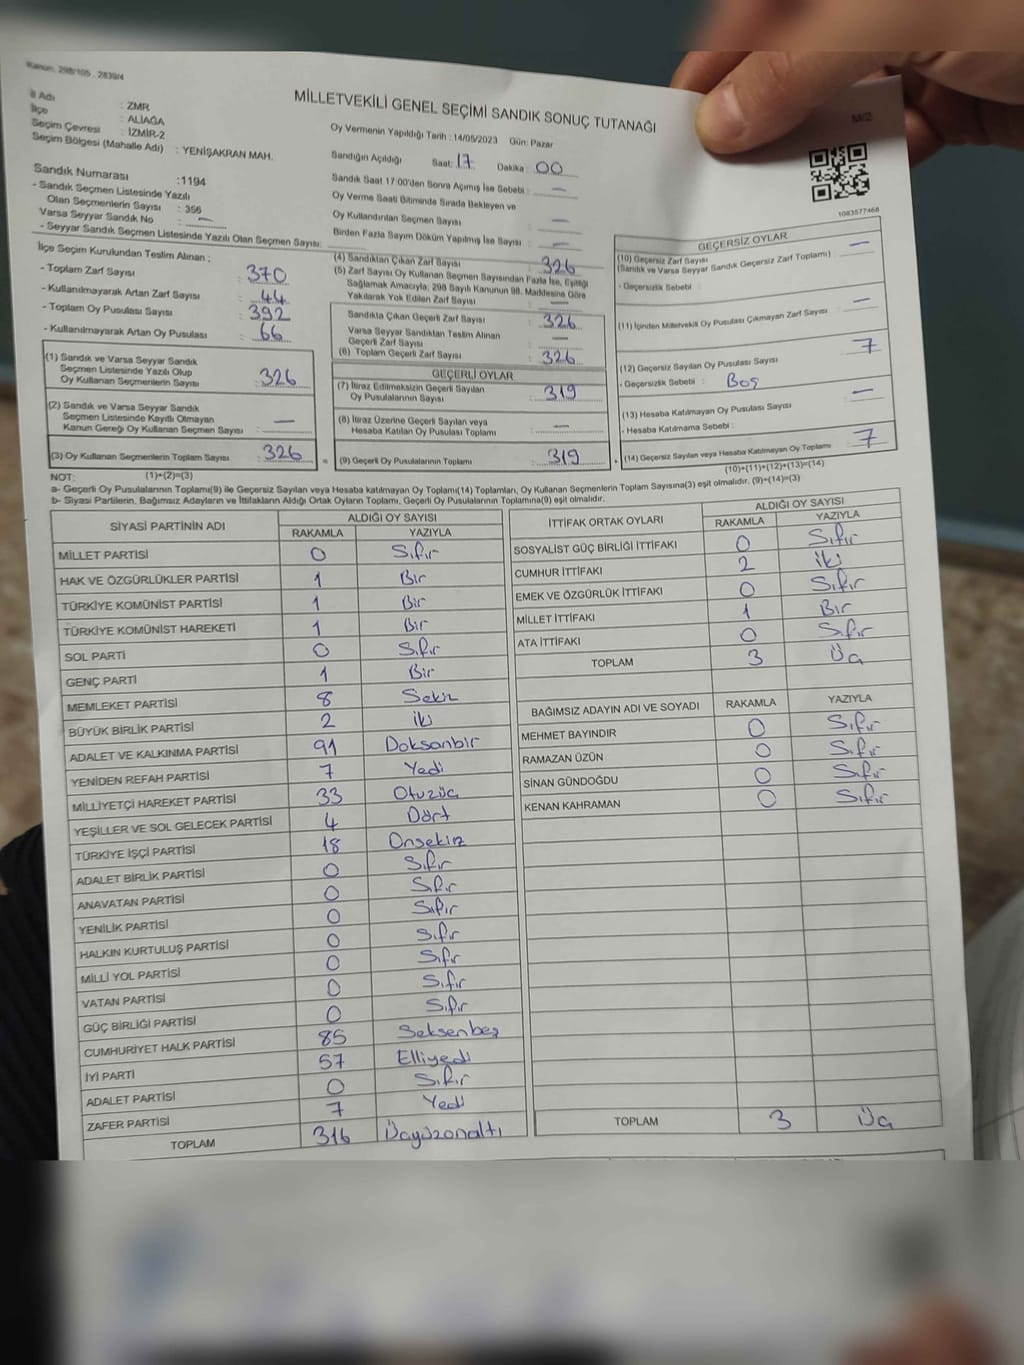 Kanun: 298/105 , 2839/4
MİLLETVEKİLİ GENEL SEÇİMİ SANDIK SONUÇ TUTANAĞI
M/2
İl Adı : ZMR
İlçe : ALİAĞA
Seçim Çevresi : İZMİR-2
Seçim Bölgesi (Mahalle Adı) : YENİŞAKRAN MAH.
Sandık Numarası :1194
- Sandık Seçmen Listesinde Yazılı
Olan Seçmenlerin Sayısı : 356
Varsa Seyyar Sandık No : —
- Seyyar Sandık Seçmen Listesinde Yazılı Olan Seçmen Sayısı:
Oy Vermenin Yapıldığı Tarih : 14/05/2023 Gün: Pazar
Sandığın Açıldığı Saat: 17 Dakika : 00
Sandık Saat 17:00'den Sonra Açımış İse Sebebi : —
Oy Verme Saati Bitiminde Sırada Bekleyen ve
Oy Kullandırılan Seçmen Sayısı : —
Birden Fazla Sayım Döküm Yapılmış İse Sayısı : —
1083577468
İlçe Seçim Kurulundan Teslim Alınan :
- Toplam Zarf Sayısı : 370
- Kullanılmayarak Artan Zarf Sayısı : 44
- Toplam Oy Pusulası Sayısı : 392
- Kullanılmayarak Artan Oy Pusulası : 66
(1) Sandık ve Varsa Seyyar Sandık
Seçmen Listesinde Yazılı Olup
Oy Kullanan Seçmenlerin Sayısı : 326
(2) Sandık ve Varsa Seyyar Sandık
Seçmen Listesinde Kayıtlı Olmayan
Kanun Gereği Oy Kullanan Seçmen Sayısı : —
(3) Oy Kullanan Seçmenlerin Toplam Sayısı : 326
(1)+(2)=(3)
(4) Sandıktan Çıkan Zarf Sayısı : 326
(5) Zarf Sayısı Oy Kullanan Seçmen Sayısından Fazla İse, Eşitliği
Sağlamak Amacıyla; 298 Sayılı Kanunun 98. Maddesine Göre
Yakılarak Yok Edilen Zarf Sayısı : —
Sandıkta Çıkan Geçerli Zarf Sayısı : 326
Varsa Seyyar Sandıktan Teslim Alınan
Geçerli Zarf Sayısı : —
(6) Toplam Geçerli Zarf Sayısı : 326
GEÇERLİ OYLAR
(7) İtiraz Edilmeksizin Geçerli Sayılan
Oy Pusulalarının Sayısı : 319
(8) İtiraz Üzerine Geçerli Sayılan veya
Hesaba Katılan Oy Pusulası Toplamı : —
= (9) Geçerli Oy Pusulalarının Toplamı : 319 +
GEÇERSİZ OYLAR
(10) Geçersiz Zarf Sayısı
(Sandık ve Varsa Seyyar Sandık Geçersiz Zarf Toplamı) : —
- Geçersizlik Sebebi :
(11) İçinden Milletvekili Oy Pusulası Çıkmayan Zarf Sayısı : —
(12) Geçersiz Sayılan Oy Pusulası Sayısı : 7
- Geçersizlik Sebebi : Boş
(13) Hesaba Katılmayan Oy Pusulası Sayısı : —
- Hesaba Katılmama Sebebi :
(14) Geçersiz Sayılan veya Hesaba Katılmayan Oy Toplamı : 7
(10)+(11)+(12)+(13)=(14)
NOT:
a- Geçerli Oy Pusulalarının Toplamı(9) ile Geçersiz Sayılan veya Hesaba katılmayan Oy Toplamı(14) Toplamları, Oy Kullanan Seçmenlerin Toplam Sayısına(3) eşit olmalıdır. (9)+(14)=(3)
b- Siyasi Partilerin, Bağımsız Adayların ve İttifakların Aldığı Ortak Oyların Toplamı, Geçerli Oy Pusulalarının Toplamına(9) eşit olmalıdır.
SİYASİ PARTİNİN ADI ALDIĞI OY SAYISI
RAKAMLA YAZIYLA
MİLLET PARTİSİ 0 Sıfır
HAK VE ÖZGÜRLÜKLER PARTİSİ 1 Bir
TÜRKİYE KOMÜNİST PARTİSİ 1 Bir
TÜRKİYE KOMÜNİST HAREKETİ 1 Bir
SOL PARTİ 0 Sıfır
GENÇ PARTİ 1 Bir
MEMLEKET PARTİSİ 8 Sekiz
BÜYÜK BİRLİK PARTİSİ 2 iki
ADALET VE KALKINMA PARTİSİ 91 Doksanbir
YENİDEN REFAH PARTİSİ 7 Yedi
MİLLİYETÇİ HAREKET PARTİSİ 33 Otuzüç
YEŞİLLER VE SOL GELECEK PARTİSİ 4 Dört
TÜRKİYE İŞÇİ PARTİSİ 18 Onsekiz
ADALET BİRLİK PARTİSİ 0 Sıfır
ANAVATAN PARTİSİ 0 Sıfır
YENİLİK PARTİSİ 0 Sıfır
HALKIN KURTULUŞ PARTİSİ 0 Sıfır
MİLLİ YOL PARTİSİ 0 Sıfır
VATAN PARTİSİ 0 Sıfır
GÜÇ BİRLİĞİ PARTİSİ 0 Sıfır
CUMHURİYET HALK PARTİSİ 85 Seksenbeş
İYİ PARTİ 57 Elliyedi
ADALET PARTİSİ 0 Sıfır
ZAFER PARTİSİ 7 Yedi
TOPLAM 316 Üçyüzonaltı
İTTİFAK ORTAK OYLARI ALDIĞI OY SAYISI
RAKAMLA YAZIYLA
SOSYALİST GÜÇ BİRLİĞİ İTTİFAKI 0 Sıfır
CUMHUR İTTİFAKI 2 iki
EMEK VE ÖZGÜRLÜK İTTİFAKI 0 Sıfır
MİLLET İTTİFAKI 1 Bir
ATA İTTİFAKI 0 Sıfır
TOPLAM 3 Üç
BAĞIMSIZ ADAYIN ADI VE SOYADI RAKAMLA YAZIYLA
MEHMET BAYINDIR 0 Sıfır
RAMAZAN ÜZÜN 0 Sıfır
SİNAN GÜNDOĞDU 0 Sıfır
KENAN KAHRAMAN 0 Sıfır
TOPLAM 3 Üç